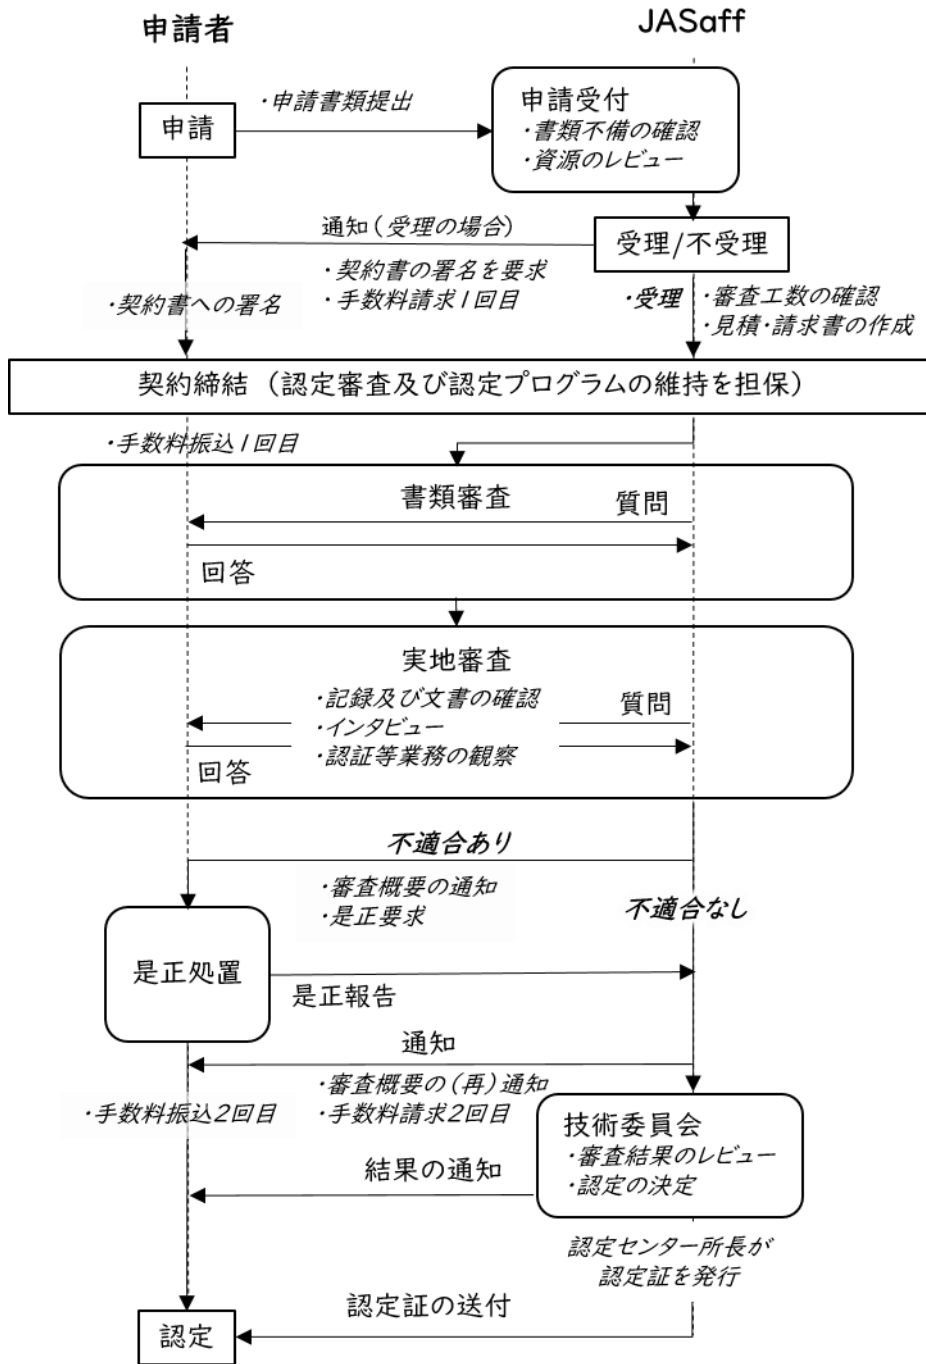 申請者
JASaff
申請
・申請書類提出
申請受付
・書類不備の確認
・資源のレビュー
通知(受理の場合)
受理/不受理
・契約書の署名を要求
・手数料請求1回目
・契約書への署名
・受理
・審査工数の確認
・見積・請求書の作成
契約締結 (認定審査及び認定プログラムの維持を担保)
・手数料振込1回目
書類審査
質問
回答
実地審査
・記録及び文書の確認
・インタビュー
・認証等業務の観察
質問
回答
不適合あり
・審査概要の通知
・是正要求
不適合なし
是正処置
是正報告
通知
・審査概要の(再)通知
・手数料請求2回目
・手数料振込2回目
技術委員会
・審査結果のレビュー
・認定の決定
結果の通知
認定センター所長が
認定証を発行
認定証の送付
認定